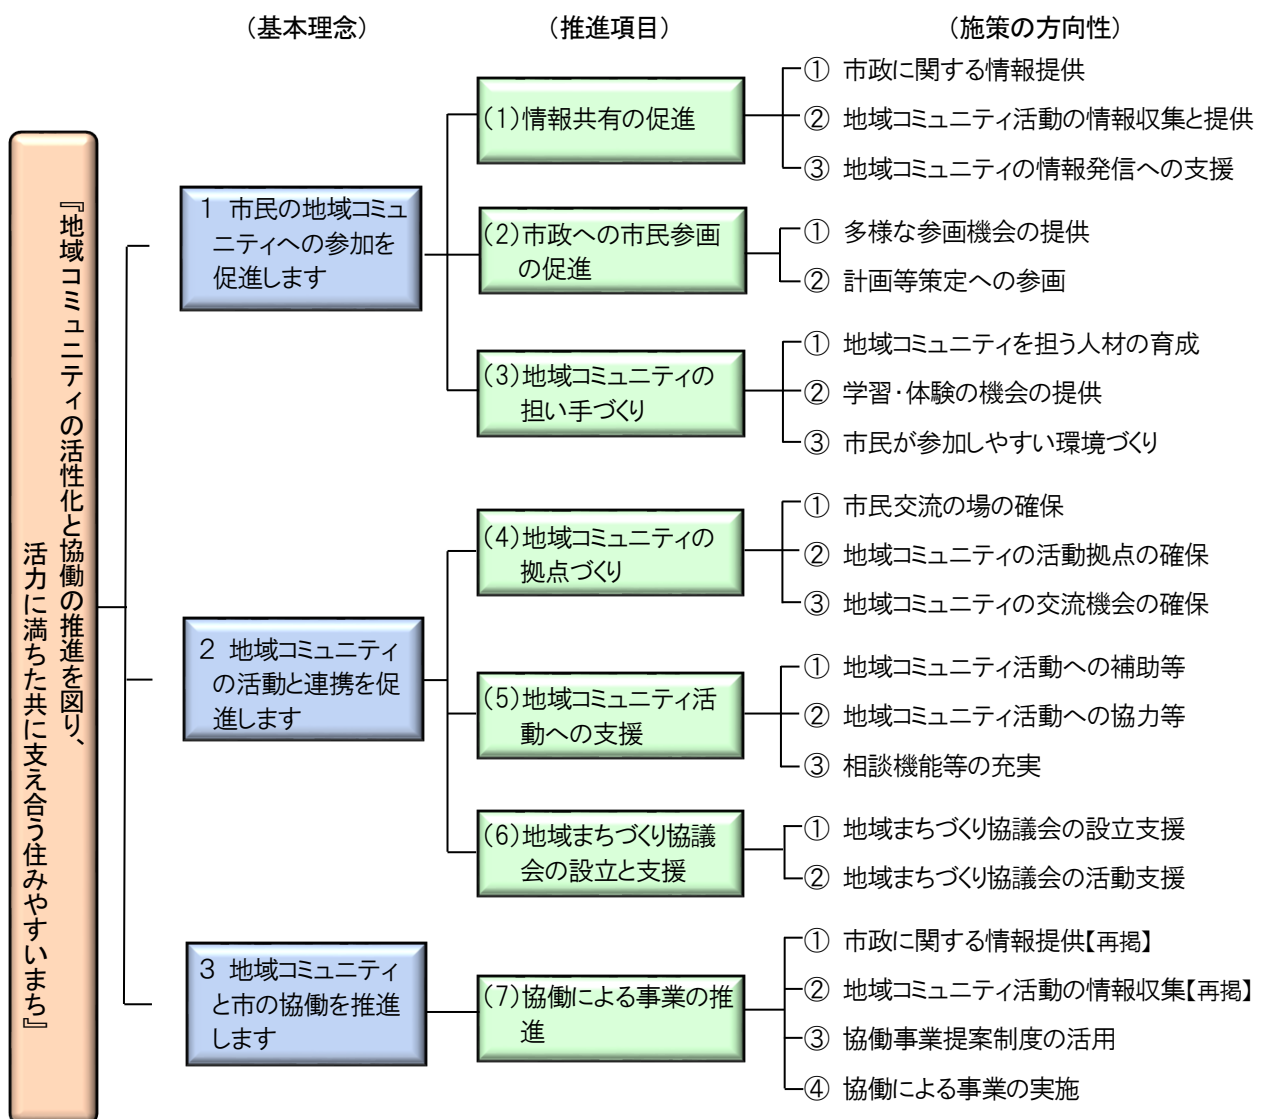 （基本理念）
（推進項目）
（施策の方向性）
『地域コミュニティの活性化と協働の推進を図り、
活力に満ちた共に支え合う住みやすいまち』
1 市民の地域コミュ
ニティへの参加を
促進します
(1)情報共有の促進
① 市政に関する情報提供
② 地域コミュニティ活動の情報収集と提供
③ 地域コミュニティの情報発信への支援
(2)市政への市民参画
の促進
① 多様な参画機会の提供
② 計画等策定への参画
(3)地域コミュニティの
担い手づくり
① 地域コミュニティを担う人材の育成
② 学習・体験の機会の提供
③ 市民が参加しやすい環境づくり
2 地域コミュニティ
の活動と連携を促
進します
(4)地域コミュニティの
拠点づくり
① 市民交流の場の確保
② 地域コミュニティの活動拠点の確保
③ 地域コミュニティの交流機会の確保
(5)地域コミュニティ活
動への支援
① 地域コミュニティ活動への補助等
② 地域コミュニティ活動への協力等
③ 相談機能等の充実
(6)地域まちづくり協議
会の設立と支援
① 地域まちづくり協議会の設立支援
② 地域まちづくり協議会の活動支援
3 地域コミュニティ
と市の協働を推進
します
(7)協働による事業の推
進
① 市政に関する情報提供【再掲】
② 地域コミュニティ活動の情報収集【再掲】
③ 協働事業提案制度の活用
④ 協働による事業の実施